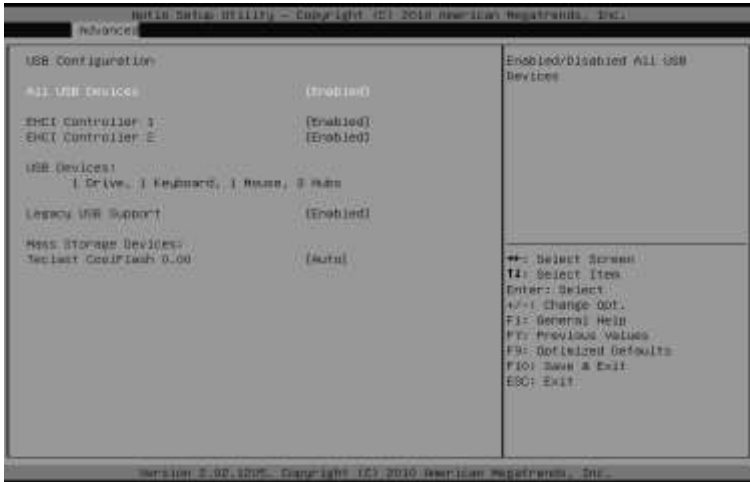 Aptio Setup Utility - Copyright (C) 2010 American Megatrends, Inc.
Advanced
USB Configuration
All USB Devices [Enabled]
EHCI Controller 1 [Enabled]
EHCI Controller 2 [Enabled]
USB Devices:
1 Drive, 1 Keyboard, 1 Mouse, 3 Hubs
Legacy USB Support [Enabled]
Mass Storage Devices:
Teclast CoolFlash 0.00 [Auto]
Enabled/Disabled All USB
Devices
↔: Select Screen
↑↓: Select Item
Enter: Select
+/-: Change Opt.
F1: General Help
F7: Previous Values
F9: Optimized Defaults
F10: Save & Exit
ESC: Exit
Version 2.02.1205. Copyright (C) 2010 American Megatrends, Inc.